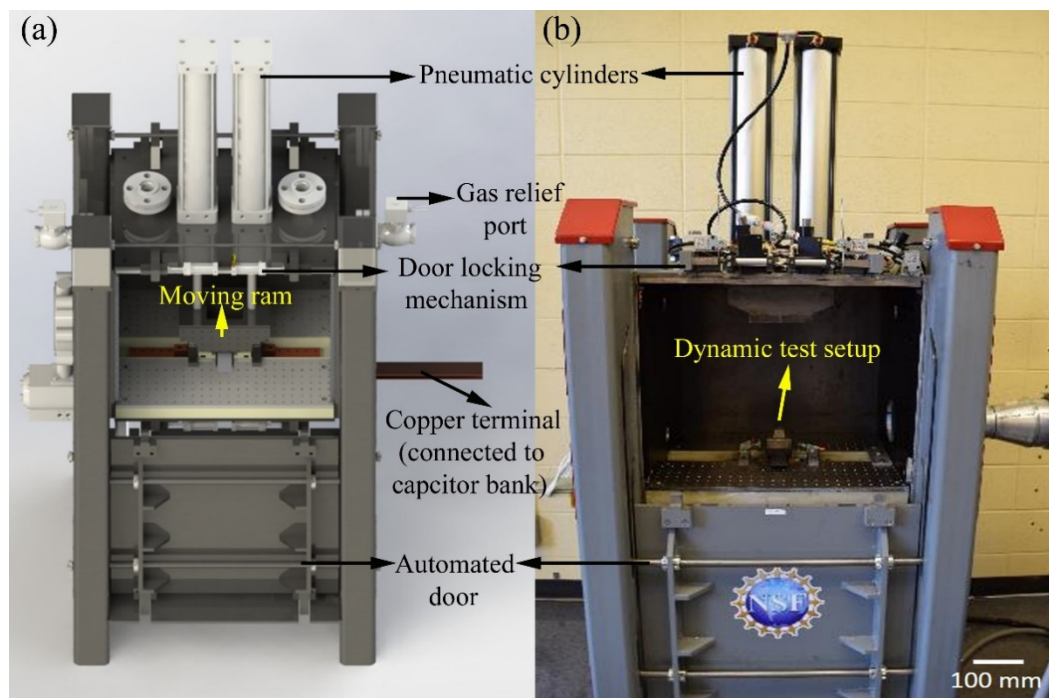 (a)
(b)
Pneumatic cylinders
Gas relief
port
Door locking
mechanism
Moving ram
Dynamic test setup
Copper terminal
(connected to
capcitor bank)
Automated
door
NSF
100 mm